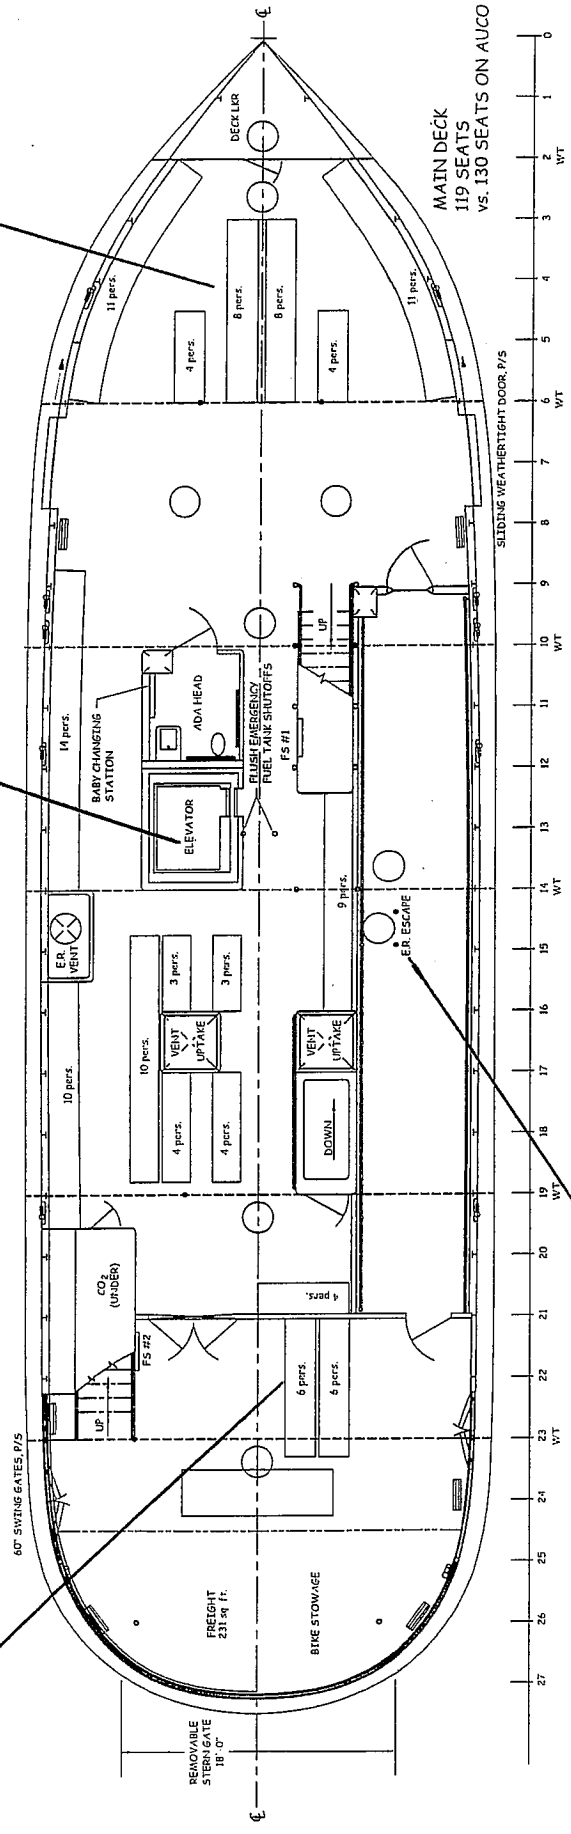 ℄
0
1
2
WT
3
4
5
6
WT
7
8
9
10
WT
11
12
13
14
WT
15
16
17
18
19
WT
20
21
22
23
WT
24
25
26
27
MAIN DECK
119 SEATS
vs. 130 SEATS ON AUCO
DECK LKR
11 pers.
8 pers.
8 pers.
11 pers.
4 pers.
4 pers.
SLIDING WEATHERTIGHT DOOR, P/S
14 pers.
BABY CHANGING
STATION
ADA HEAD
UP
FLUSH EMERGENCY
FUEL TANK SHUTOFFS
FS #1
ELEVATOR
9 pers.
E.R.
VENT
E.R. ESCAPE
10 pers.
10 pers.
3 pers.
3 pers.
VENT
UPTAKE
VENT
UPTAKE
4 pers.
4 pers.
DOWN
CO2
(UNDER)
4 pers.
FS #2
UP
6 pers.
6 pers.
60" SWING GATES, P/S
FREIGHT
231 sq ft.
BIKE STOWAGE
REMOVABLE
STERN GATE
18'-0"
℄